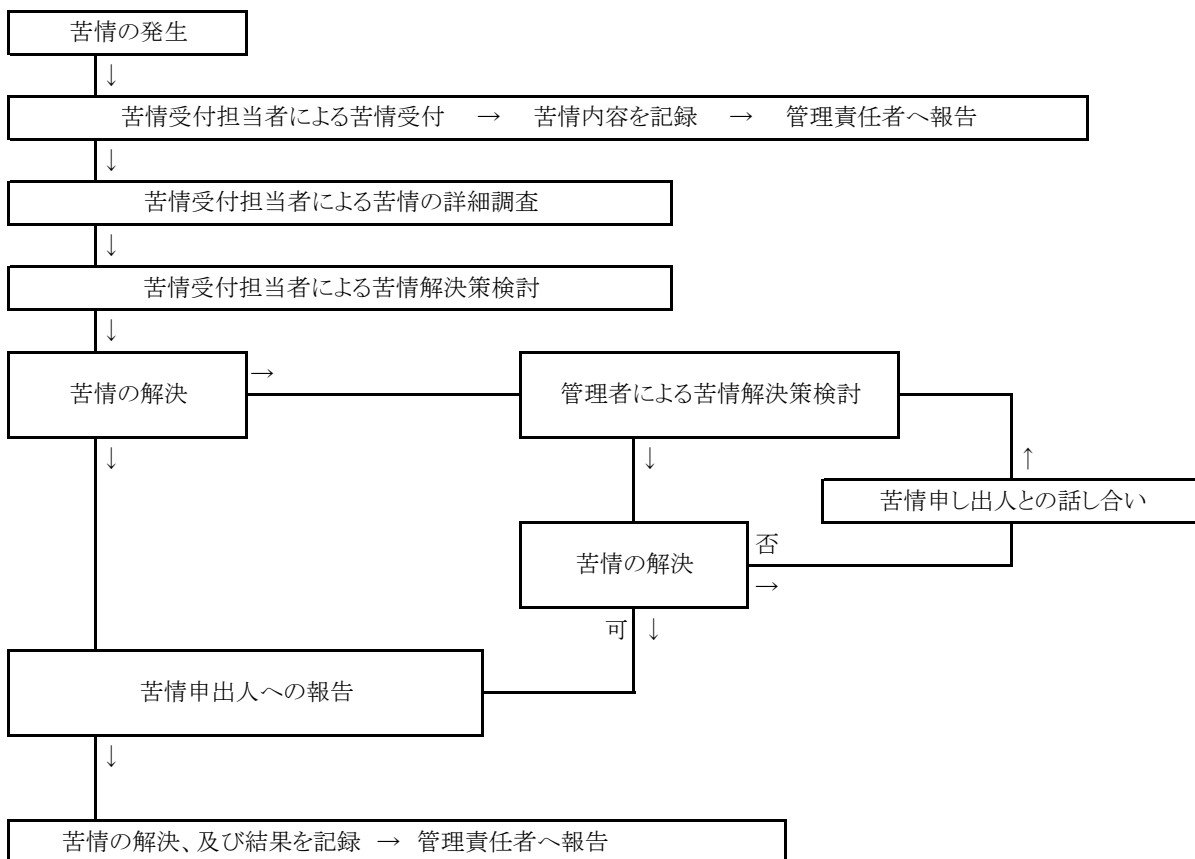 苦情の発生
↓
苦情受付担当者による苦情受付 → 苦情内容を記録 → 管理責任者へ報告
↓
苦情受付担当者による苦情の詳細調査
↓
苦情受付担当者による苦情解決策検討
↓
苦情の解決
→
管理者による苦情解決策検討
↓
↓
↑
苦情申し出人との話し合い
苦情の解決
否
→
可 ↓
苦情申出人への報告
↓
苦情の解決、及び結果を記録 → 管理責任者へ報告